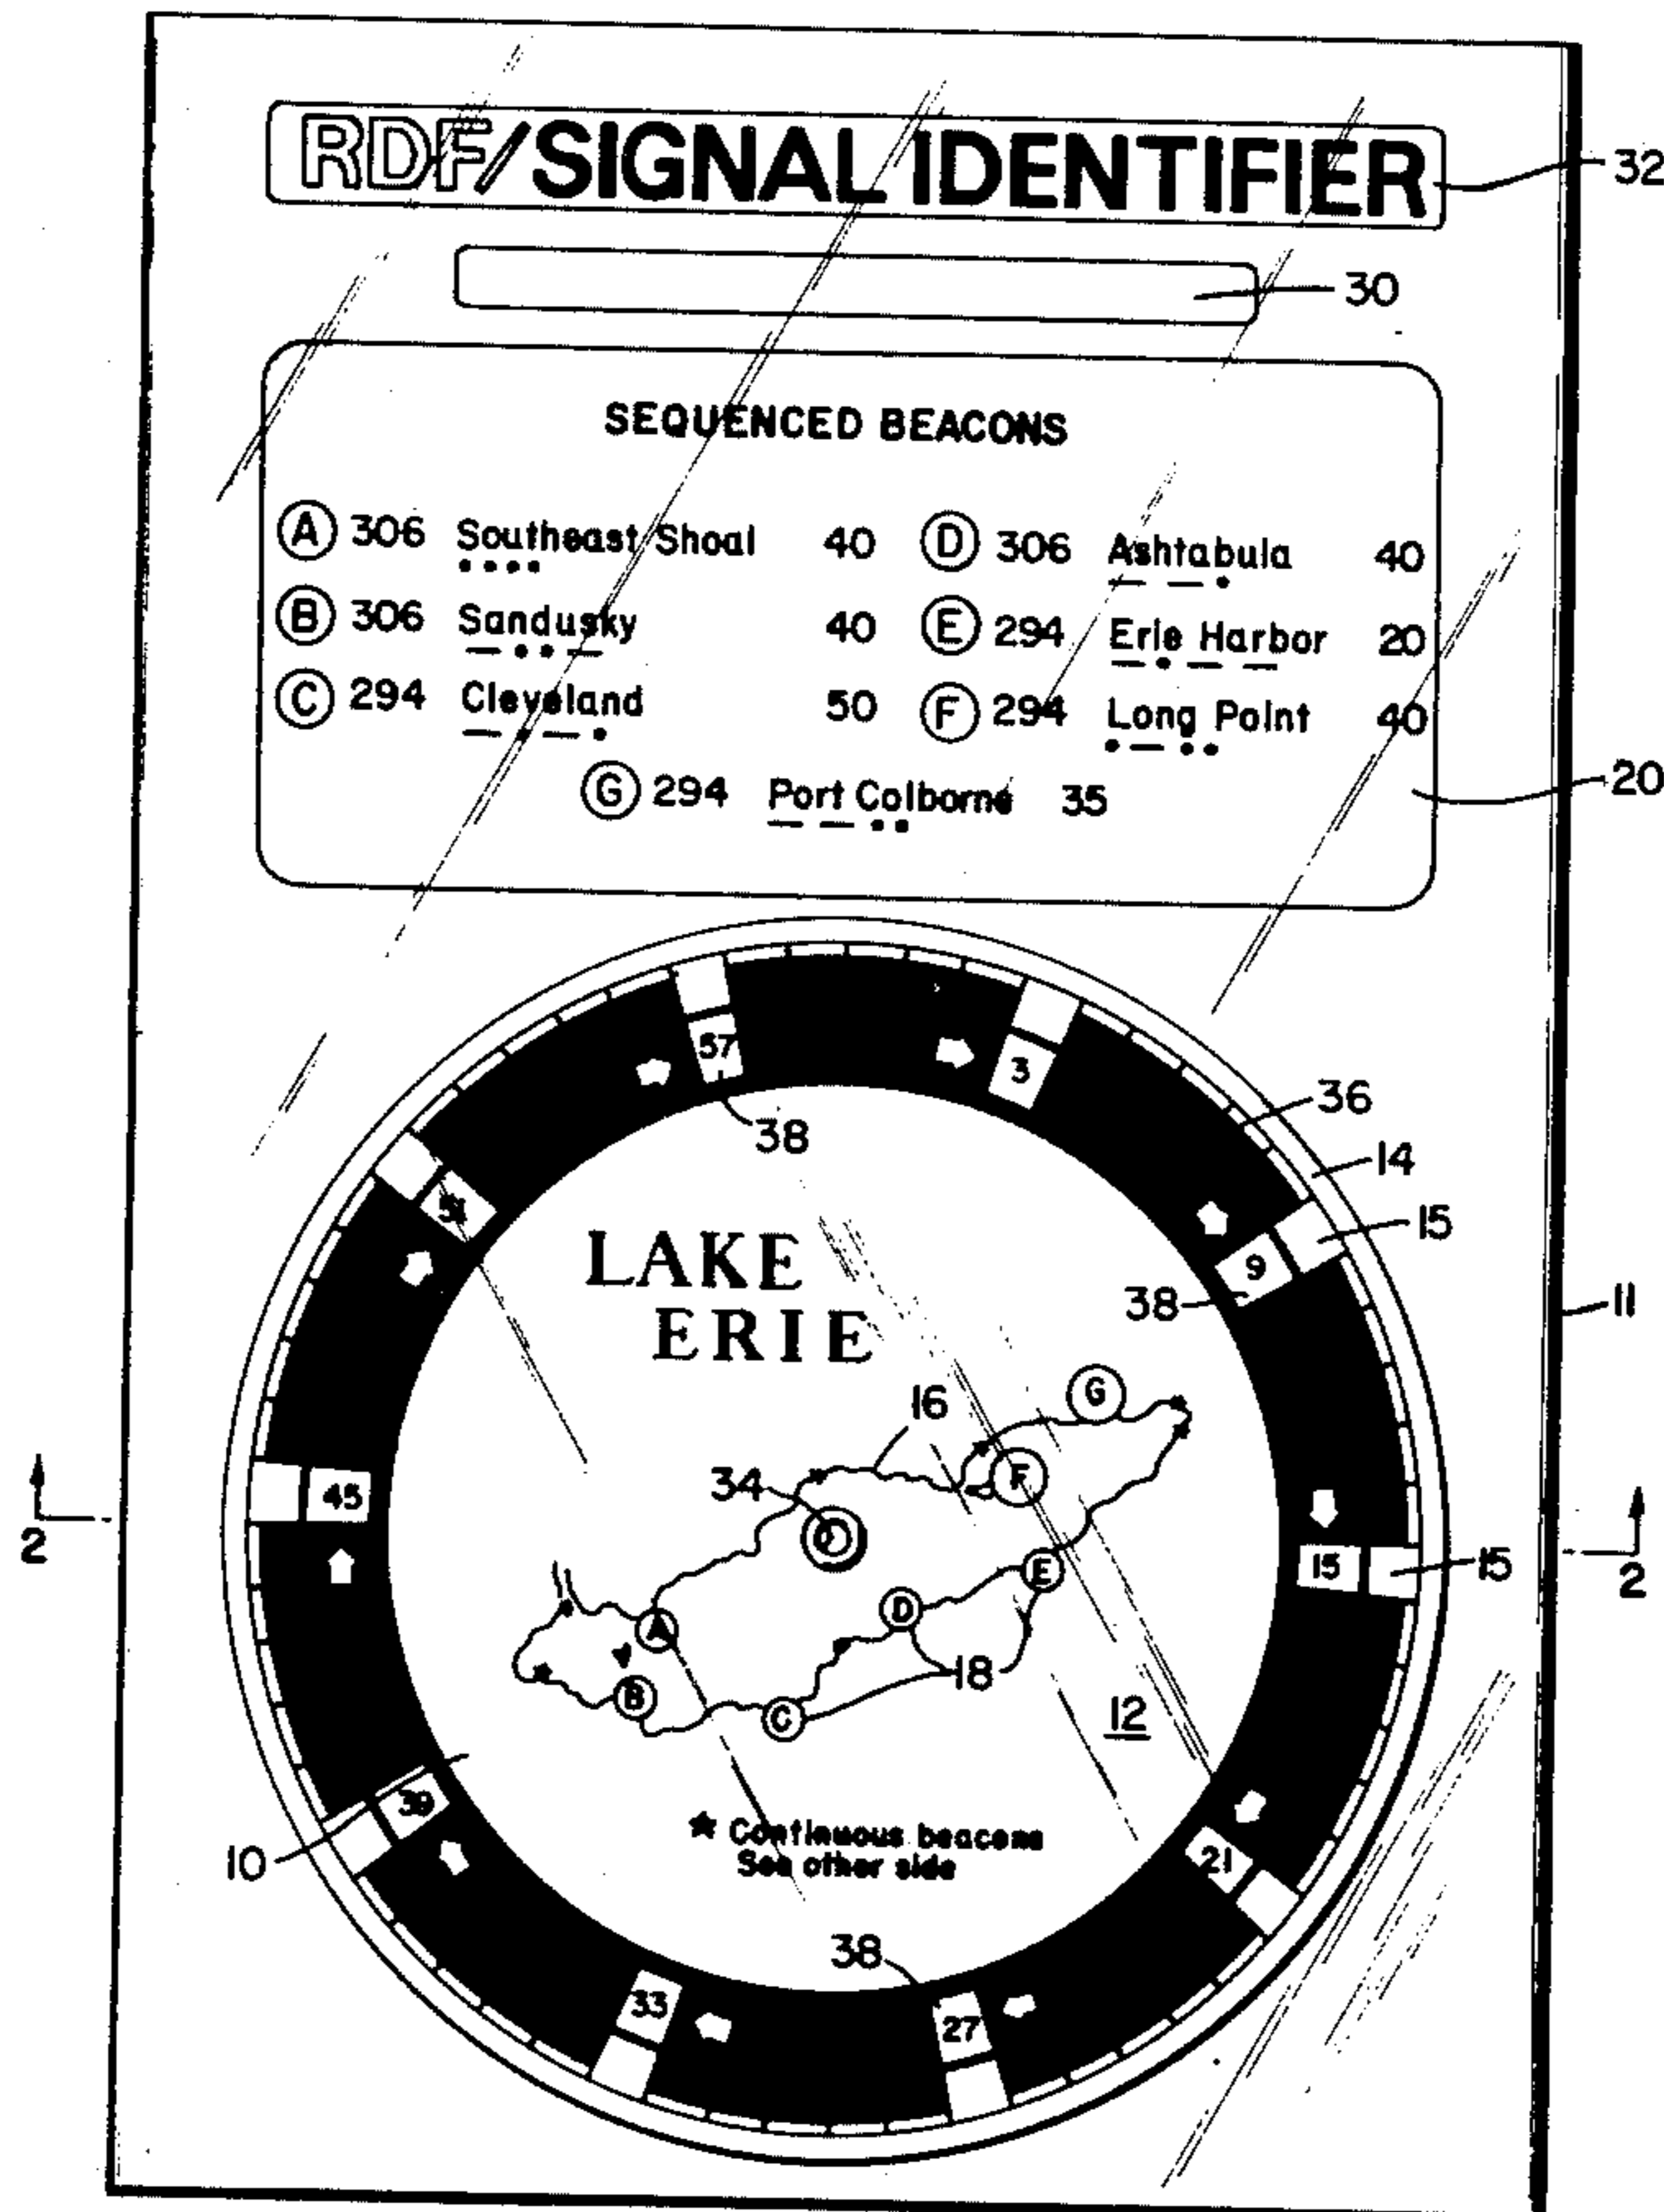 RDF/SIGNAL IDENTIFIER
32
30
SEQUENCED BEACONS
A 306 Southeast Shoal 40 D 306 Ashtabula 40
•••• — — •
B 306 Sandusky 40 E 294 Erie Harbor 20
— • • — — • — —
C 294 Cleveland 50 F 294 Long Point 40
— • — • • — • •
G 294 Port Colborne 35
— — • •
20
57
3
36
38
14
51
15
9
LAKE
ERIE
38
11
G
16
F
34
45
2
15
15
2
E
D
A
18
B
C
12
39
★ Continuous beacons
See other side
10
21
38
33
27